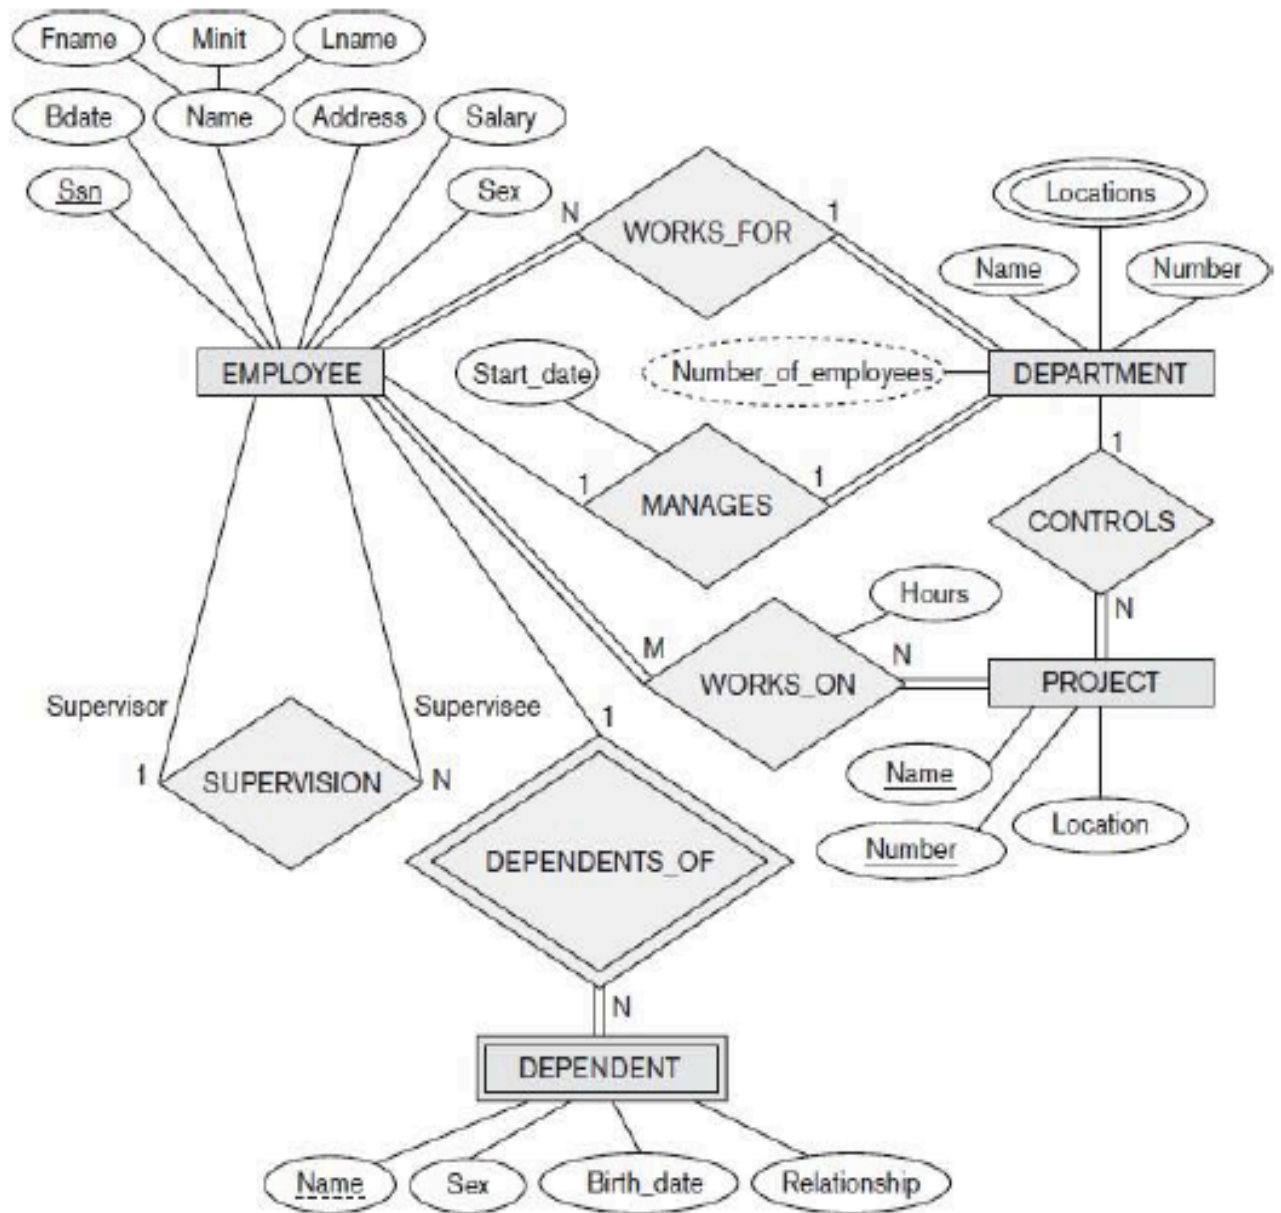 Fname Minit Lname
Bdate Name Address Salary
Ssn Sex
N WORKS_FOR 1
Locations
Name Number
EMPLOYEE
Start_date
Number_of_employees
DEPARTMENT
1 MANAGES 1
1
CONTROLS
N
Hours
M WORKS_ON N
PROJECT
Name
Number
Location
Supervisor Supervisee
1 SUPERVISION N
1
DEPENDENTS_OF
N
DEPENDENT
Name Sex Birth_date Relationship